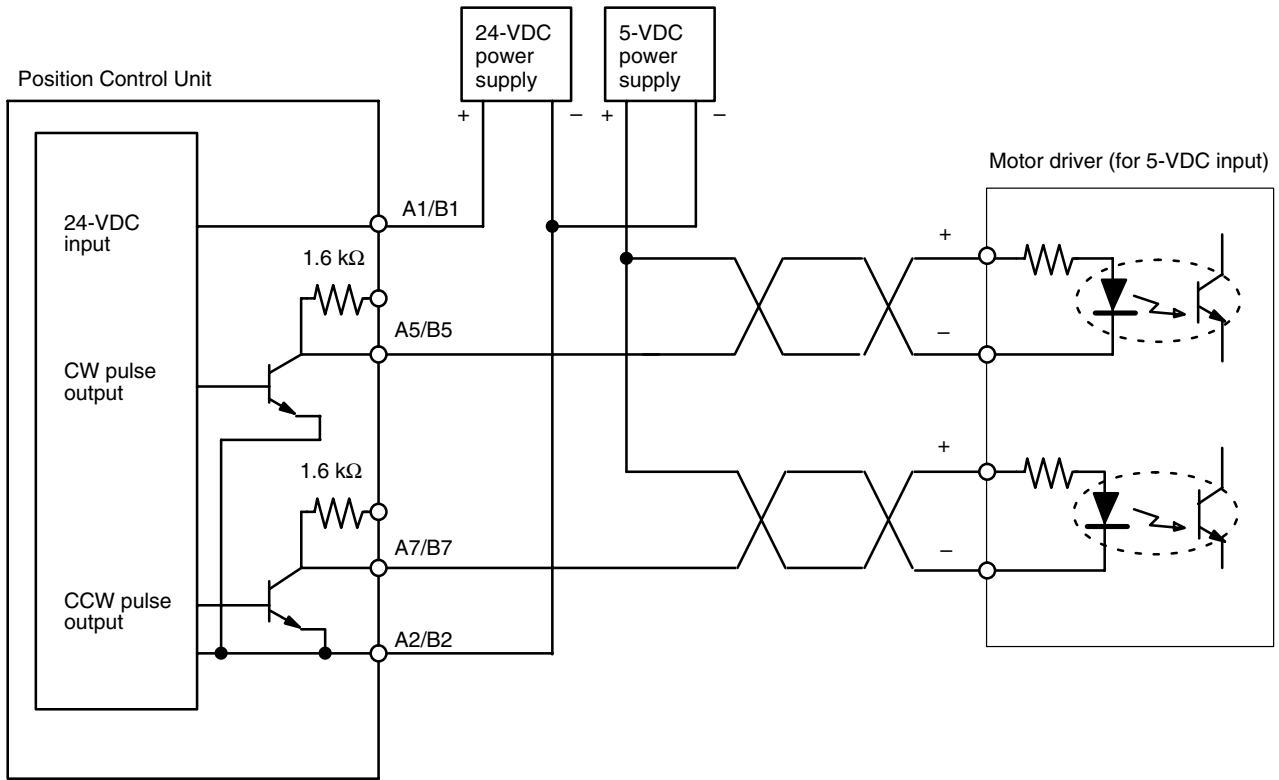 24-VDC
power
supply
5-VDC
power
supply
Position Control Unit
+
–
+
–
Motor driver (for 5-VDC input)
24-VDC
input
A1/B1
1.6 kΩ
+
A5/B5
–
CW pulse
output
1.6 kΩ
+
A7/B7
–
CCW pulse
output
A2/B2